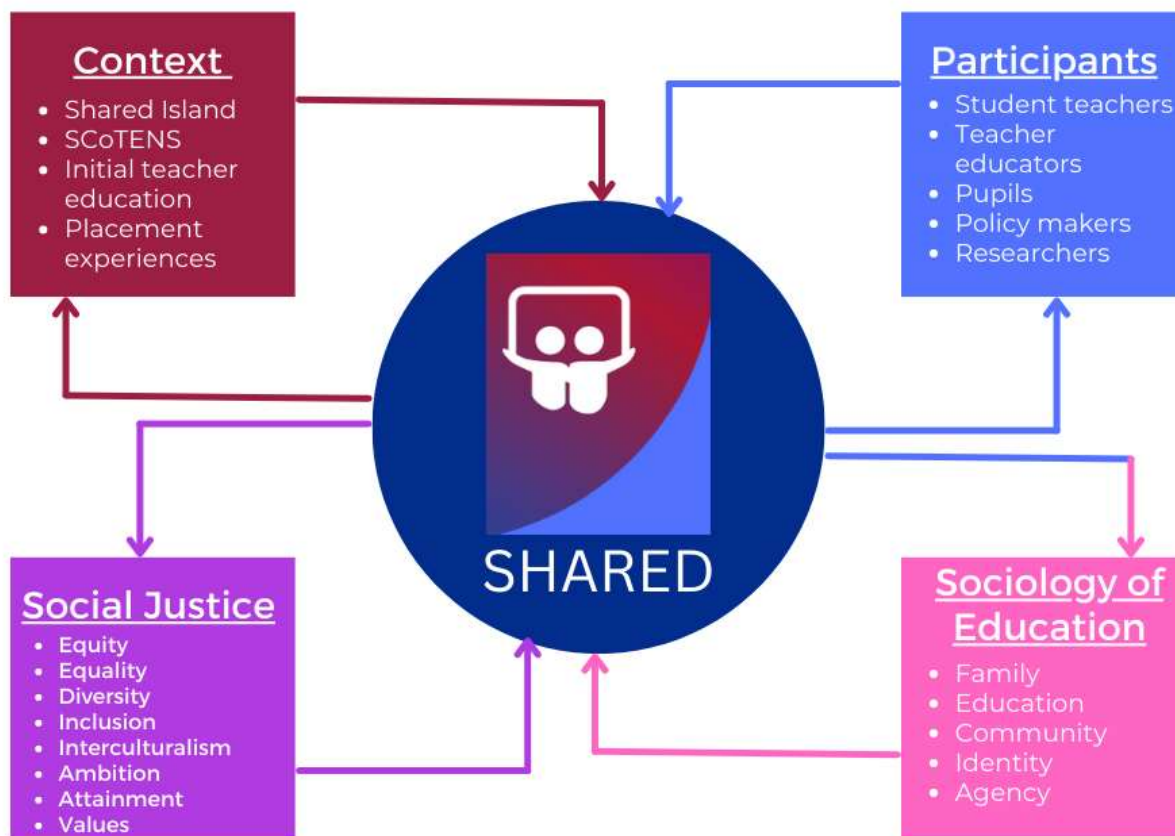 Context
• Shared Island
• SCoTENS
• Initial teacher
education
• Placement
experiences
Participants
• Student teachers
• Teacher
educators
• Pupils
• Policy makers
• Researchers
SHARED
Social Justice
• Equity
• Equality
• Diversity
• Inclusion
• Interculturalism
• Ambition
• Attainment
• Values
Sociology of
Education
• Family
• Education
• Community
• Identity
• Agency